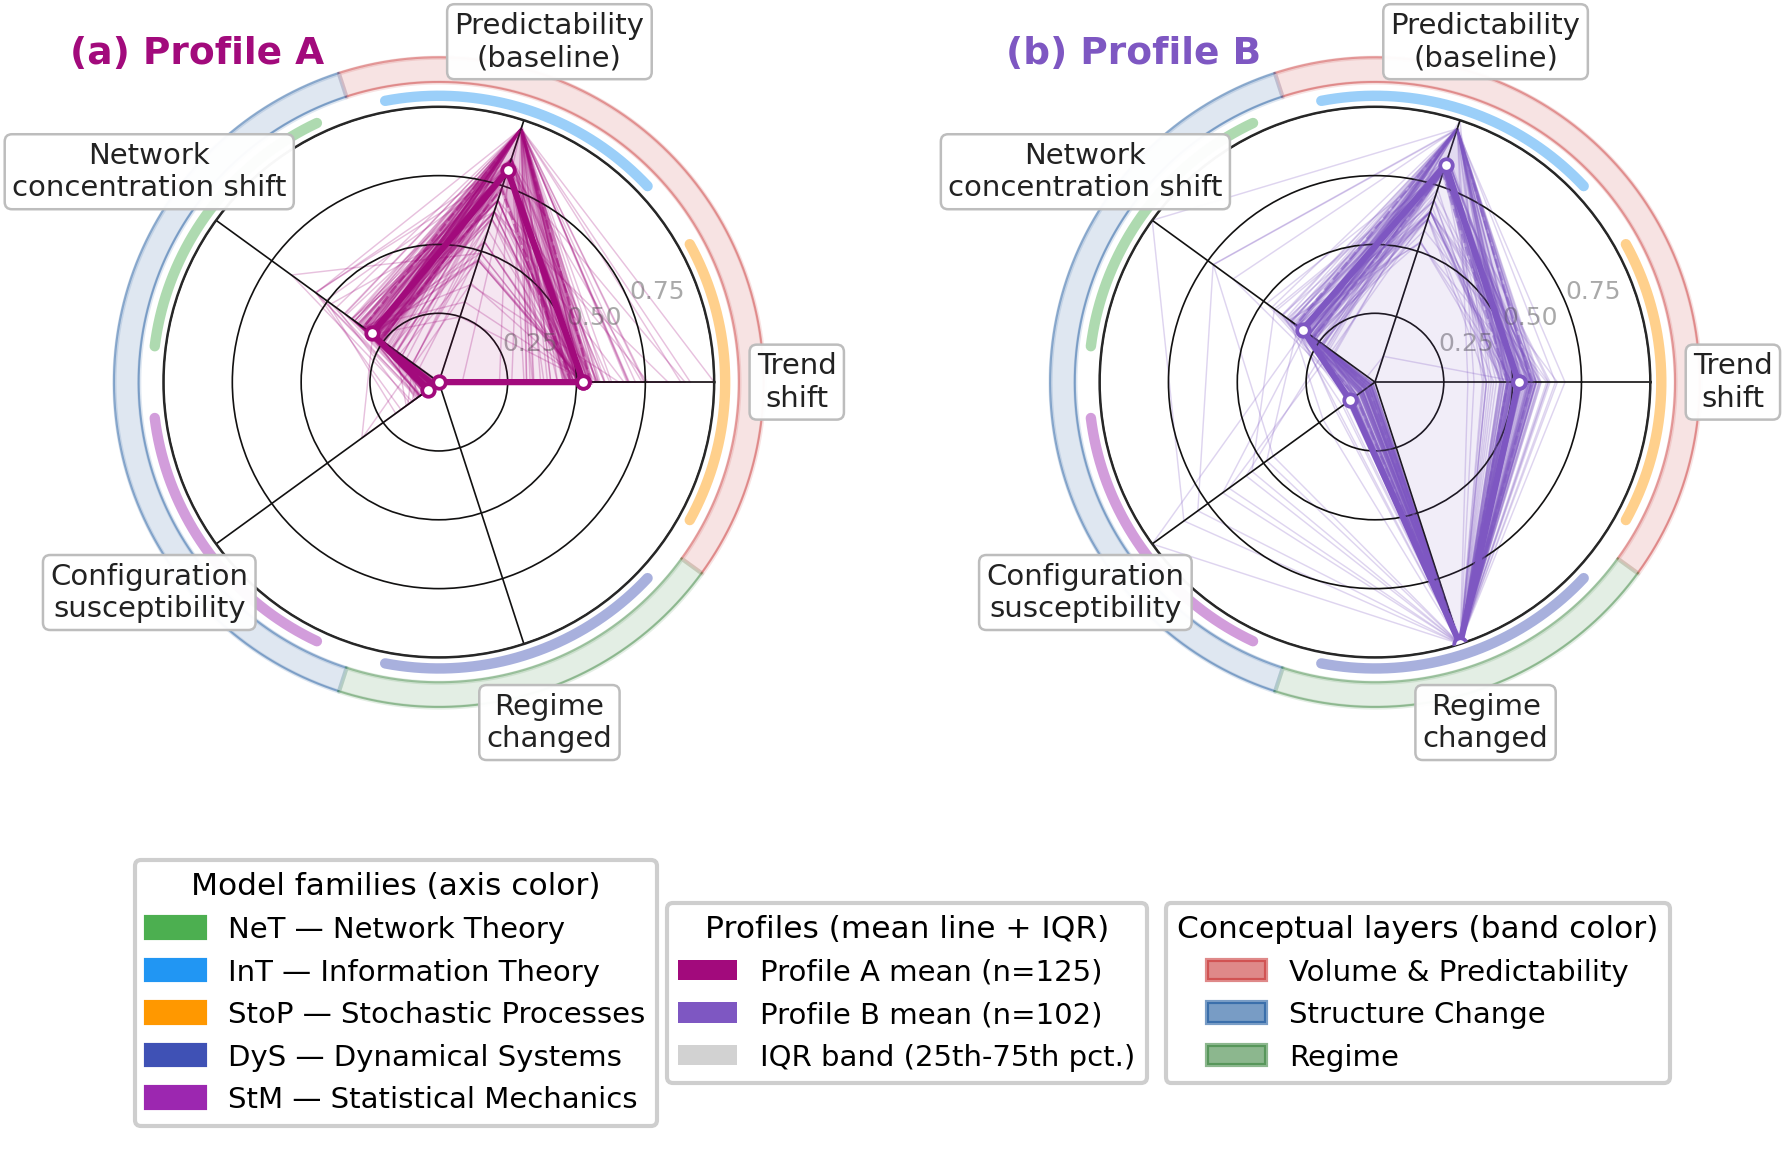 (a) Profile A
Predictability
(baseline)
Network
concentration shift
0.75
0.50
0.25
Trend
shift
Configuration
susceptibility
Regime
changed
(b) Profile B
Predictability
(baseline)
Network
concentration shift
0.75
0.50
0.25
Trend
shift
Configuration
susceptibility
Regime
changed
Model families (axis color)
NeT — Network Theory
InT — Information Theory
StoP — Stochastic Processes
DyS — Dynamical Systems
StM — Statistical Mechanics
Profiles (mean line + IQR)
Profile A mean (n=125)
Profile B mean (n=102)
IQR band (25th-75th pct.)
Conceptual layers (band color)
Volume & Predictability
Structure Change
Regime